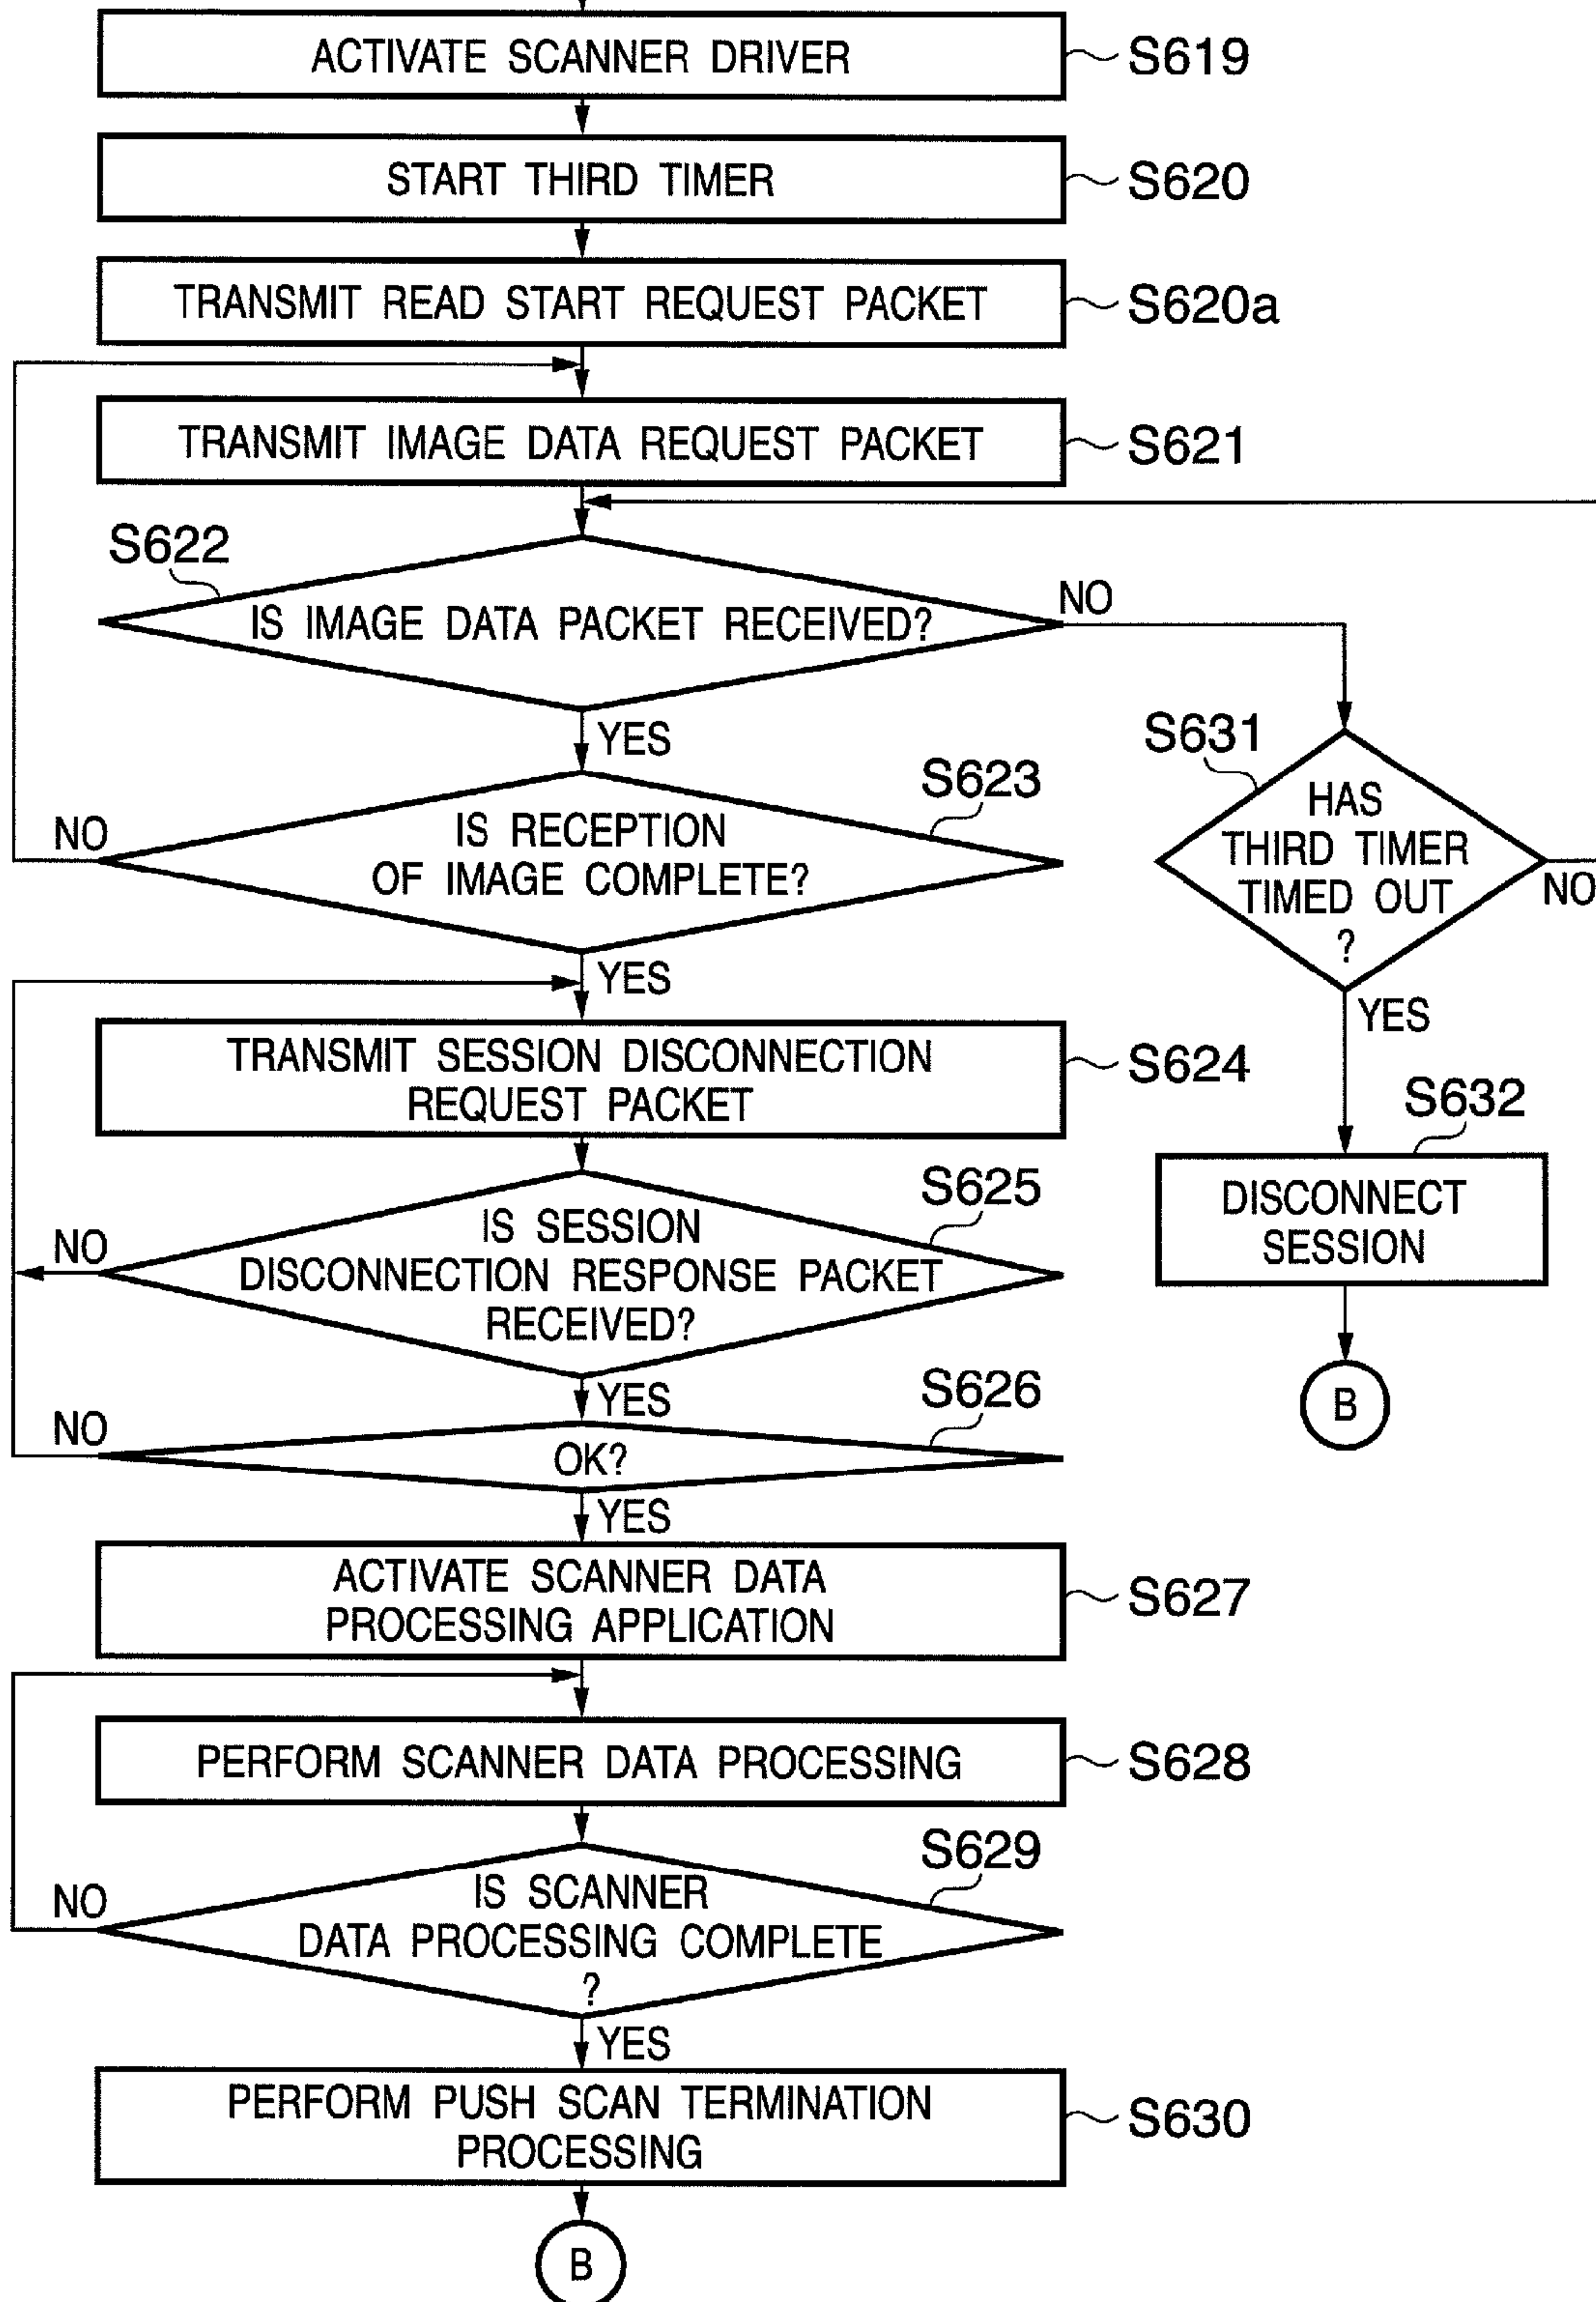 ACTIVATE SCANNER DRIVER
S619
START THIRD TIMER
S620
TRANSMIT READ START REQUEST PACKET
S620a
TRANSMIT IMAGE DATA REQUEST PACKET
S621
S622
IS IMAGE DATA PACKET RECEIVED?
NO
YES
S631
HAS
THIRD TIMER
TIMED OUT
?
NO
YES
S623
IS RECEPTION
OF IMAGE COMPLETE?
NO
YES
TRANSMIT SESSION DISCONNECTION
REQUEST PACKET
S624
S632
DISCONNECT
SESSION
B
S625
IS SESSION
DISCONNECTION RESPONSE PACKET
RECEIVED?
NO
YES
S626
OK?
NO
YES
ACTIVATE SCANNER DATA
PROCESSING APPLICATION
S627
PERFORM SCANNER DATA PROCESSING
S628
S629
IS SCANNER
DATA PROCESSING COMPLETE
?
NO
YES
PERFORM PUSH SCAN TERMINATION
PROCESSING
S630
B